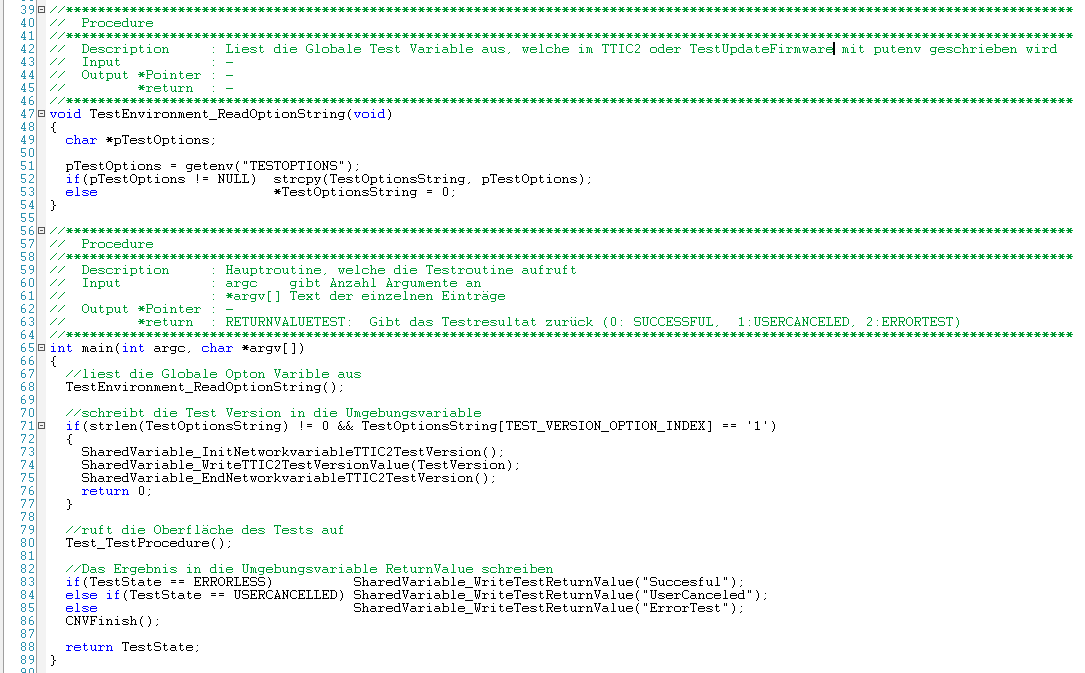 39 //******************************************************************************************************************************
40 //  Procedure
41 //******************************************************************************************************************************
42 //  Description     : Liest die Globale Test Variable aus, welche im TTIC2 oder TestUpdateFirmware mit putenv geschrieben wird
43 //  Input           : -
44 //  Output *Pointer : -
45 //         *return  : -
46 //******************************************************************************************************************************
47 void TestEnvironment_ReadOptionString(void)
48 {
49   char *pTestOptions;
50
51   pTestOptions = getenv("TESTOPTIONS");
52   if(pTestOptions != NULL)  strcpy(TestOptionsString, pTestOptions);
53   else                      *TestOptionsString = 0;
54 }
55
56 //******************************************************************************************************************************
57 //  Procedure
58 //******************************************************************************************************************************
59 //  Description     : Hauptroutine, welche die Testroutine aufruft
60 //  Input           : argc    gibt Anzahl Argumente an
61 //                  : *argv[] Text der einzelnen Einträge
62 //  Output *Pointer : -
63 //         *return  : RETURNVALUETEST:  Gibt das Testresultat zurück (0: SUCCESSFUL,  1:USERCANCELED, 2:ERRORTEST)
64 //******************************************************************************************************************************
65 int main(int argc, char *argv[])
66 {
67   //liest die Globale Opton Varible aus
68   TestEnvironment_ReadOptionString();
69
70   //schreibt die Test Version in die Umgebungsvariable
71   if(strlen(TestOptionsString) != 0 && TestOptionsString[TEST_VERSION_OPTION_INDEX] == '1')
72   {
73     SharedVariable_InitNetworkvariableTTIC2TestVersion();
74     SharedVariable_WriteTTIC2TestVersionValue(TestVersion);
75     SharedVariable_EndNetworkvariableTTIC2TestVersion();
76     return 0;
77   }
78
79   //ruft die Oberfläche des Tests auf
80   Test_TestProcedure();
81
82   //Das Ergebnis in die Umgebungsvariable ReturnValue schreiben
83   if(TestState == ERRORLESS)          SharedVariable_WriteTestReturnValue("Succesful");
84   else if(TestState == USERCANCELLED) SharedVariable_WriteTestReturnValue("UserCanceled");
85   else                                SharedVariable_WriteTestReturnValue("ErrorTest");
86   CNVFinish();
87
88   return TestState;
89 }
90